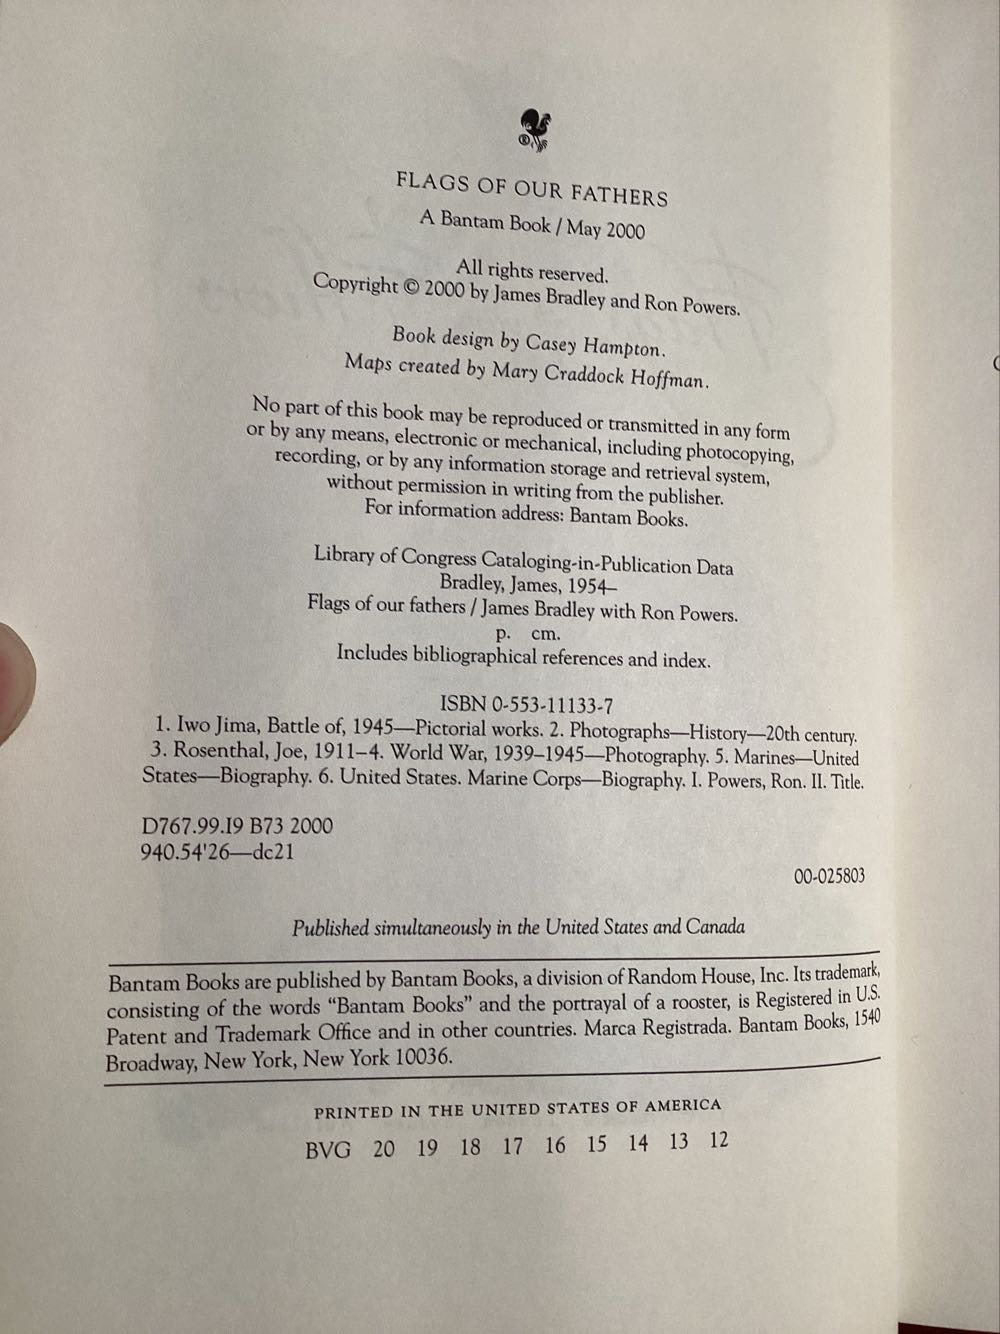 ®
FLAGS OF OUR FATHERS
A Bantam Book / May 2000
All rights reserved.
Copyright © 2000 by James Bradley and Ron Powers.
Book design by Casey Hampton.
Maps created by Mary Craddock Hoffman.
No part of this book may be reproduced or transmitted in any form
or by any means, electronic or mechanical, including photocopying,
recording, or by any information storage and retrieval system,
without permission in writing from the publisher.
For information address: Bantam Books.
Library of Congress Cataloging-in-Publication Data
Bradley, James, 1954–
Flags of our fathers / James Bradley with Ron Powers.
p. cm.
Includes bibliographical references and index.
ISBN 0-553-11133-7
1. Iwo Jima, Battle of, 1945—Pictorial works. 2. Photographs—History—20th century.
3. Rosenthal, Joe, 1911–4. World War, 1939–1945—Photography. 5. Marines—United
States—Biography. 6. United States. Marine Corps—Biography. I. Powers, Ron. II. Title.
D767.99.I9 B73 2000
940.54'26—dc21
00-025803
Published simultaneously in the United States and Canada
Bantam Books are published by Bantam Books, a division of Random House, Inc. Its trademark,
consisting of the words “Bantam Books” and the portrayal of a rooster, is Registered in U.S.
Patent and Trademark Office and in other countries. Marca Registrada. Bantam Books, 1540
Broadway, New York, New York 10036.
PRINTED IN THE UNITED STATES OF AMERICA
BVG 20 19 18 17 16 15 14 13 12